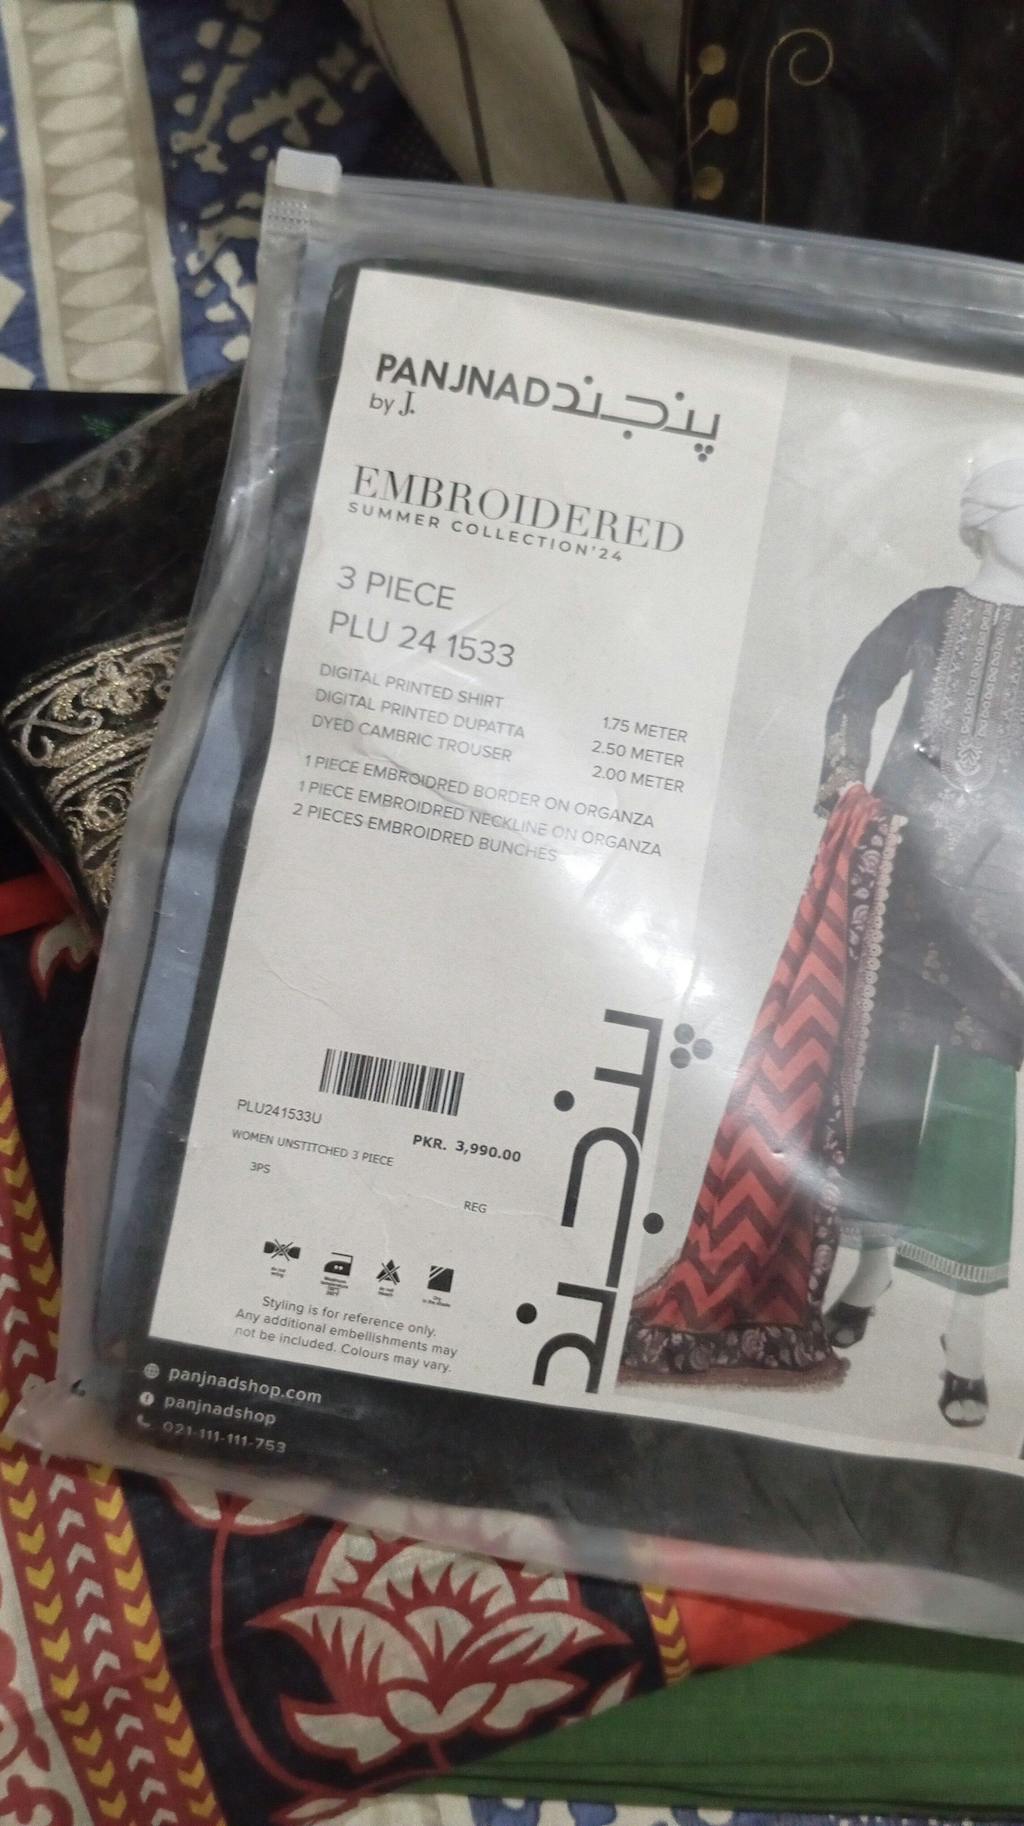 PANJNAD پنجند
by J.
EMBROIDERED
SUMMER COLLECTION'24
3 PIECE
PLU 24 1533
DIGITAL PRINTED SHIRT 1.75 METER
DIGITAL PRINTED DUPATTA 2.50 METER
DYED CAMBRIC TROUSER 2.00 METER
1 PIECE EMBROIDRED BORDER ON ORGANZA
1 PIECE EMBROIDRED NECKLINE ON ORGANZA
2 PIECES EMBROIDRED BUNCHES
پنجند
PLU241533U
PKR. 3,990.00
WOMEN UNSTITCHED 3 PIECE
3PS
REG
Styling is for reference only.
Any additional embellishments may
not be included. Colours may vary.
panjnadshop.com
panjnadshop
021-111-111-753